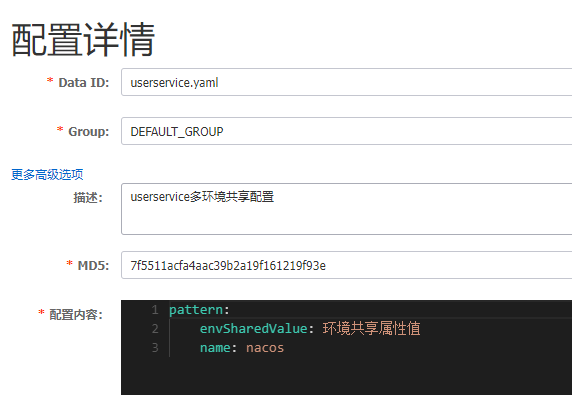 配置详情
* Data ID: userservice.yaml
* Group: DEFAULT_GROUP
更多高级选项
描述: userservice多环境共享配置
* MD5: 7f5511acfa4aac39b2a19f161219f93e
* 配置内容:
1 pattern:
2 envSharedValue: 环境共享属性值
3 name: nacos